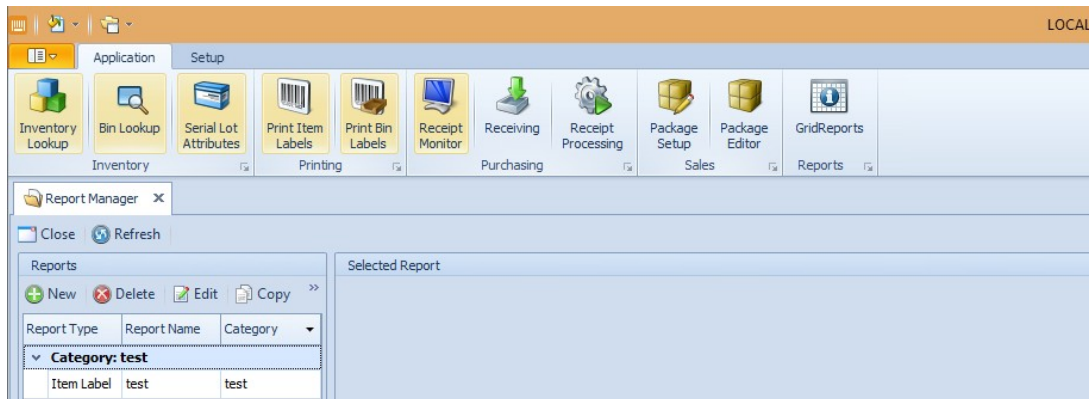 LOCAL
Application Setup
Inventory Lookup Bin Lookup Serial Lot Attributes Print Item Labels Print Bin Labels Receipt Monitor Receiving Receipt Processing Package Setup Package Editor GridReports
Inventory Printing Purchasing Sales Reports
Report Manager
Close Refresh
Reports Selected Report
New Delete Edit Copy
Report Type Report Name Category
Category: test
Item Label test test